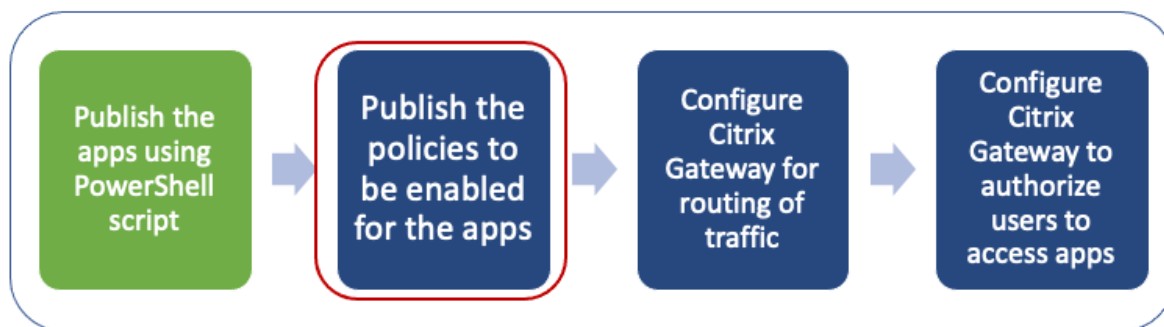 Publish the
apps using
PowerShell
script
Publish the
policies to
be enabled
for the apps
Configure
Citrix
Gateway for
routing of
traffic
Configure
Citrix
Gateway to
authorize
users to
access apps